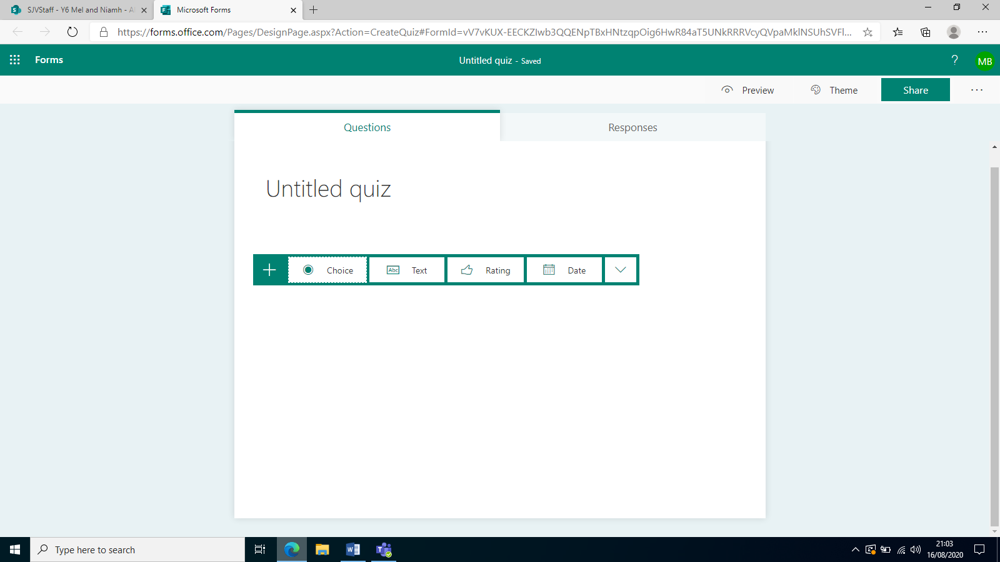 SJVStaff - Y6 Mel and Niamh - A
Microsoft Forms
https://forms.office.com/Pages/DesignPage.aspx?Action=CreateQuiz#FormId=vV7vKUX-EECKZlwb3QQENpTBxHNtzqpOig6HwR84aT5UNkRRRVcyQVpaMklNSUhSVFl...
Forms
Untitled quiz - Saved
?
MB
Preview
Theme
Share
Questions
Responses
Untitled quiz
Choice
Abc
Text
Rating
Date
Type here to search
21:03
16/08/2020